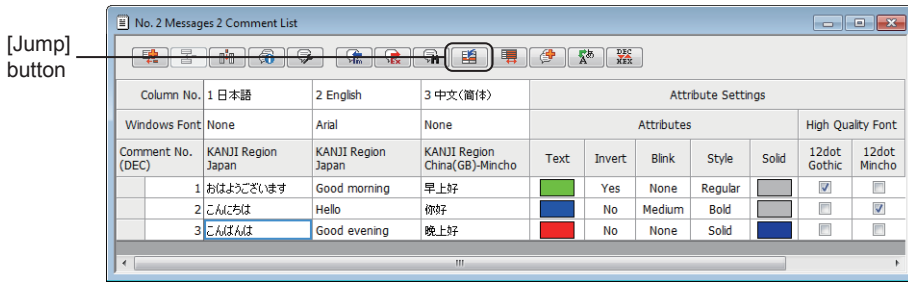 No. 2 Messages 2 Comment List
[Jump]
button
DEC
HEX
Column No. 1 日本語 2 English 3 中文(簡体) Attribute Settings
Windows Font None Arial None Attributes High Quality Font
Comment No. (DEC) KANJI Region Japan KANJI Region Japan KANJI Region China(GB)-Mincho Text Invert Blink Style Solid 12dot Gothic 12dot Mincho
1 おはようございます Good morning 早上好 Yes None Regular
2 こんにちは Hello 你好 No Medium Bold
3 こんばんは Good evening 晚上好 No None Solid